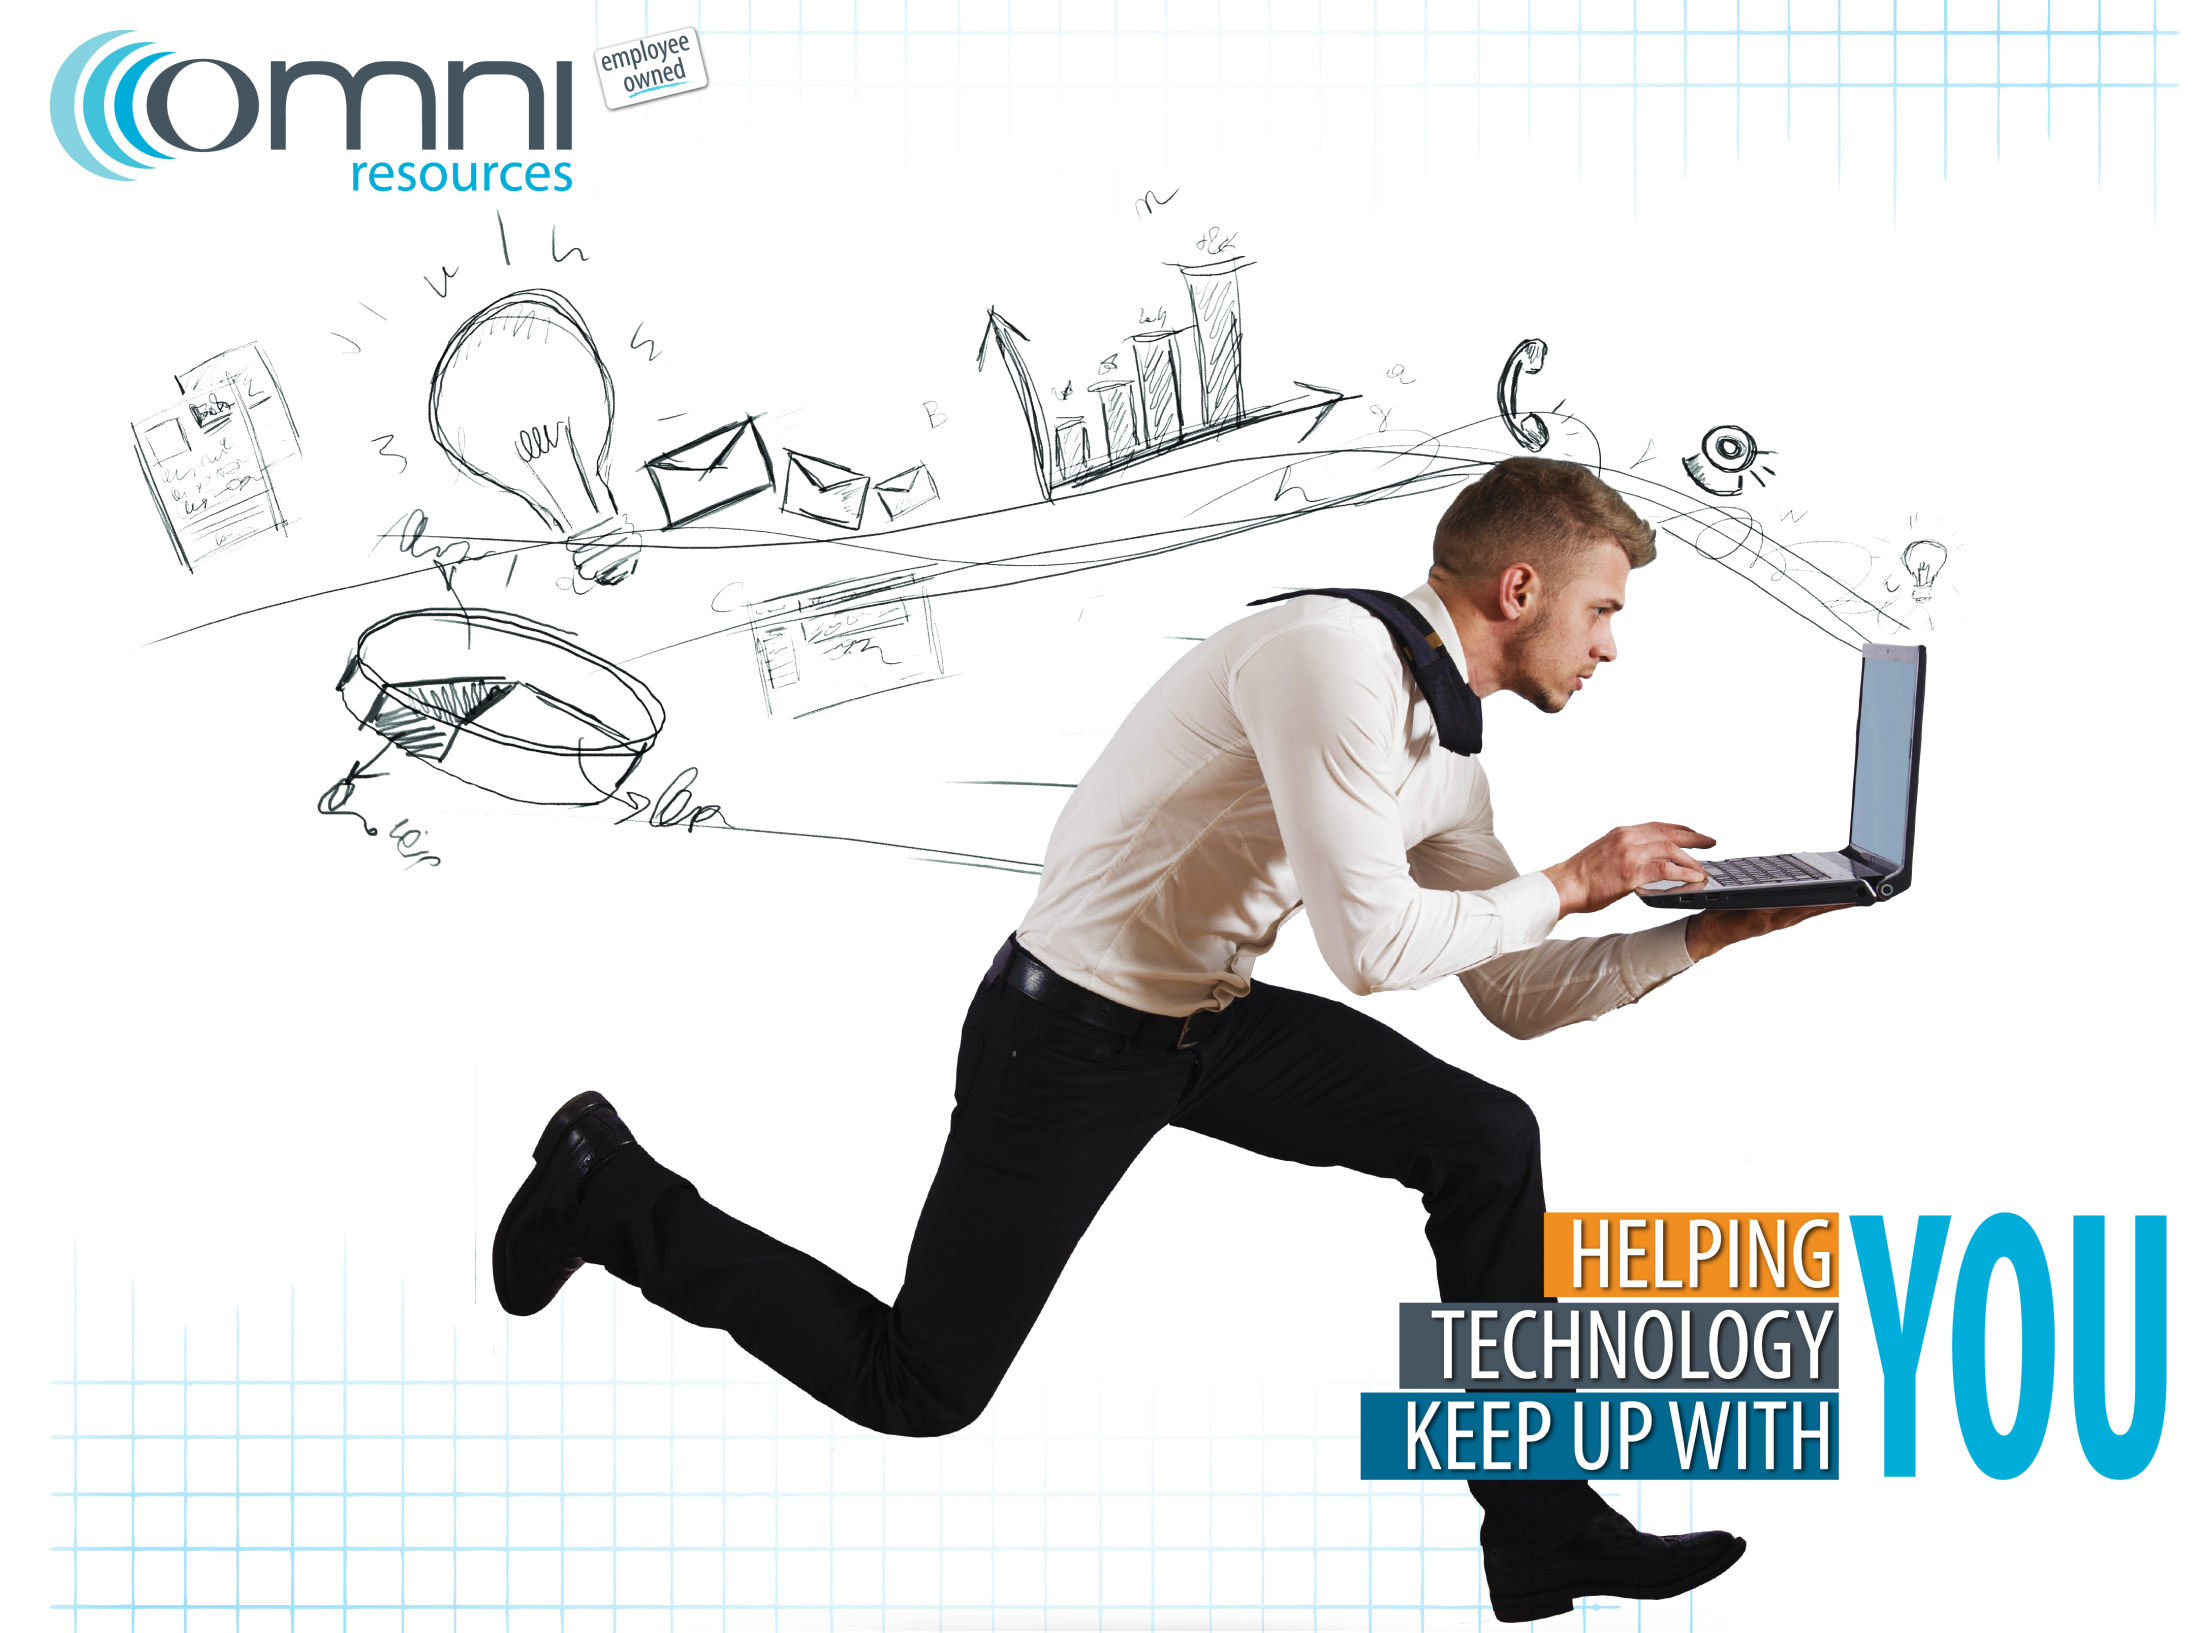 omni
resources
employee
owned
B
HELPING
TECHNOLOGY
KEEP UP WITH
YOU